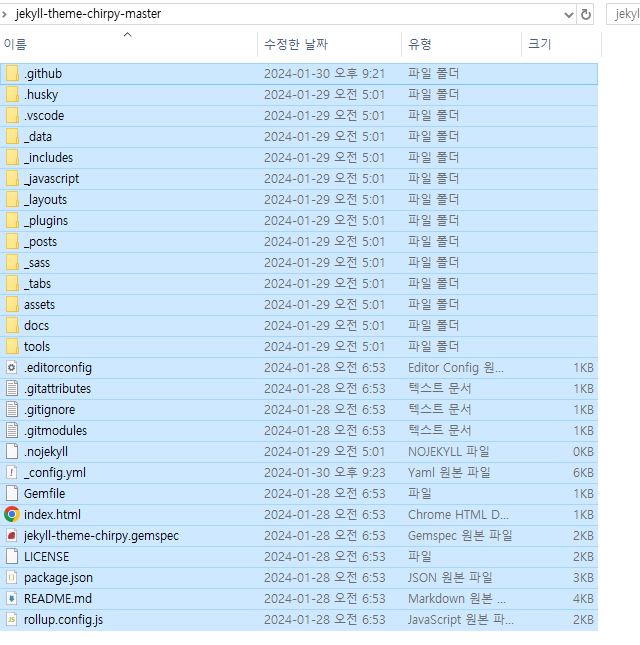 jekyll-theme-chirpy-master jekyl
이름 수정한 날짜 유형 크기
.github 2024-01-30 오후 9:21 파일 폴더
.husky 2024-01-29 오전 5:01 파일 폴더
.vscode 2024-01-29 오전 5:01 파일 폴더
_data 2024-01-29 오전 5:01 파일 폴더
_includes 2024-01-29 오전 5:01 파일 폴더
_javascript 2024-01-29 오전 5:01 파일 폴더
_layouts 2024-01-29 오전 5:01 파일 폴더
_plugins 2024-01-29 오전 5:01 파일 폴더
_posts 2024-01-29 오전 5:01 파일 폴더
_sass 2024-01-29 오전 5:01 파일 폴더
_tabs 2024-01-29 오전 5:01 파일 폴더
assets 2024-01-29 오전 5:01 파일 폴더
docs 2024-01-29 오전 5:01 파일 폴더
tools 2024-01-29 오전 5:01 파일 폴더
.editorconfig 2024-01-28 오전 6:53 Editor Config 원... 1KB
.gitattributes 2024-01-28 오전 6:53 텍스트 문서 1KB
.gitignore 2024-01-28 오전 6:53 텍스트 문서 1KB
.gitmodules 2024-01-28 오전 6:53 텍스트 문서 1KB
.nojekyll 2024-01-29 오전 5:01 NOJEKYLL 파일 0KB
_config.yml 2024-01-30 오후 9:23 Yaml 원본 파일 6KB
Gemfile 2024-01-28 오전 6:53 파일 1KB
index.html 2024-01-28 오전 6:53 Chrome HTML D... 1KB
jekyll-theme-chirpy.gemspec 2024-01-28 오전 6:53 Gemspec 원본 파일 2KB
LICENSE 2024-01-28 오전 6:53 파일 2KB
package.json 2024-01-28 오전 6:53 JSON 원본 파일 3KB
README.md 2024-01-28 오전 6:53 Markdown 원본 ... 4KB
rollup.config.js 2024-01-28 오전 6:53 JavaScript 원본 파... 2KB